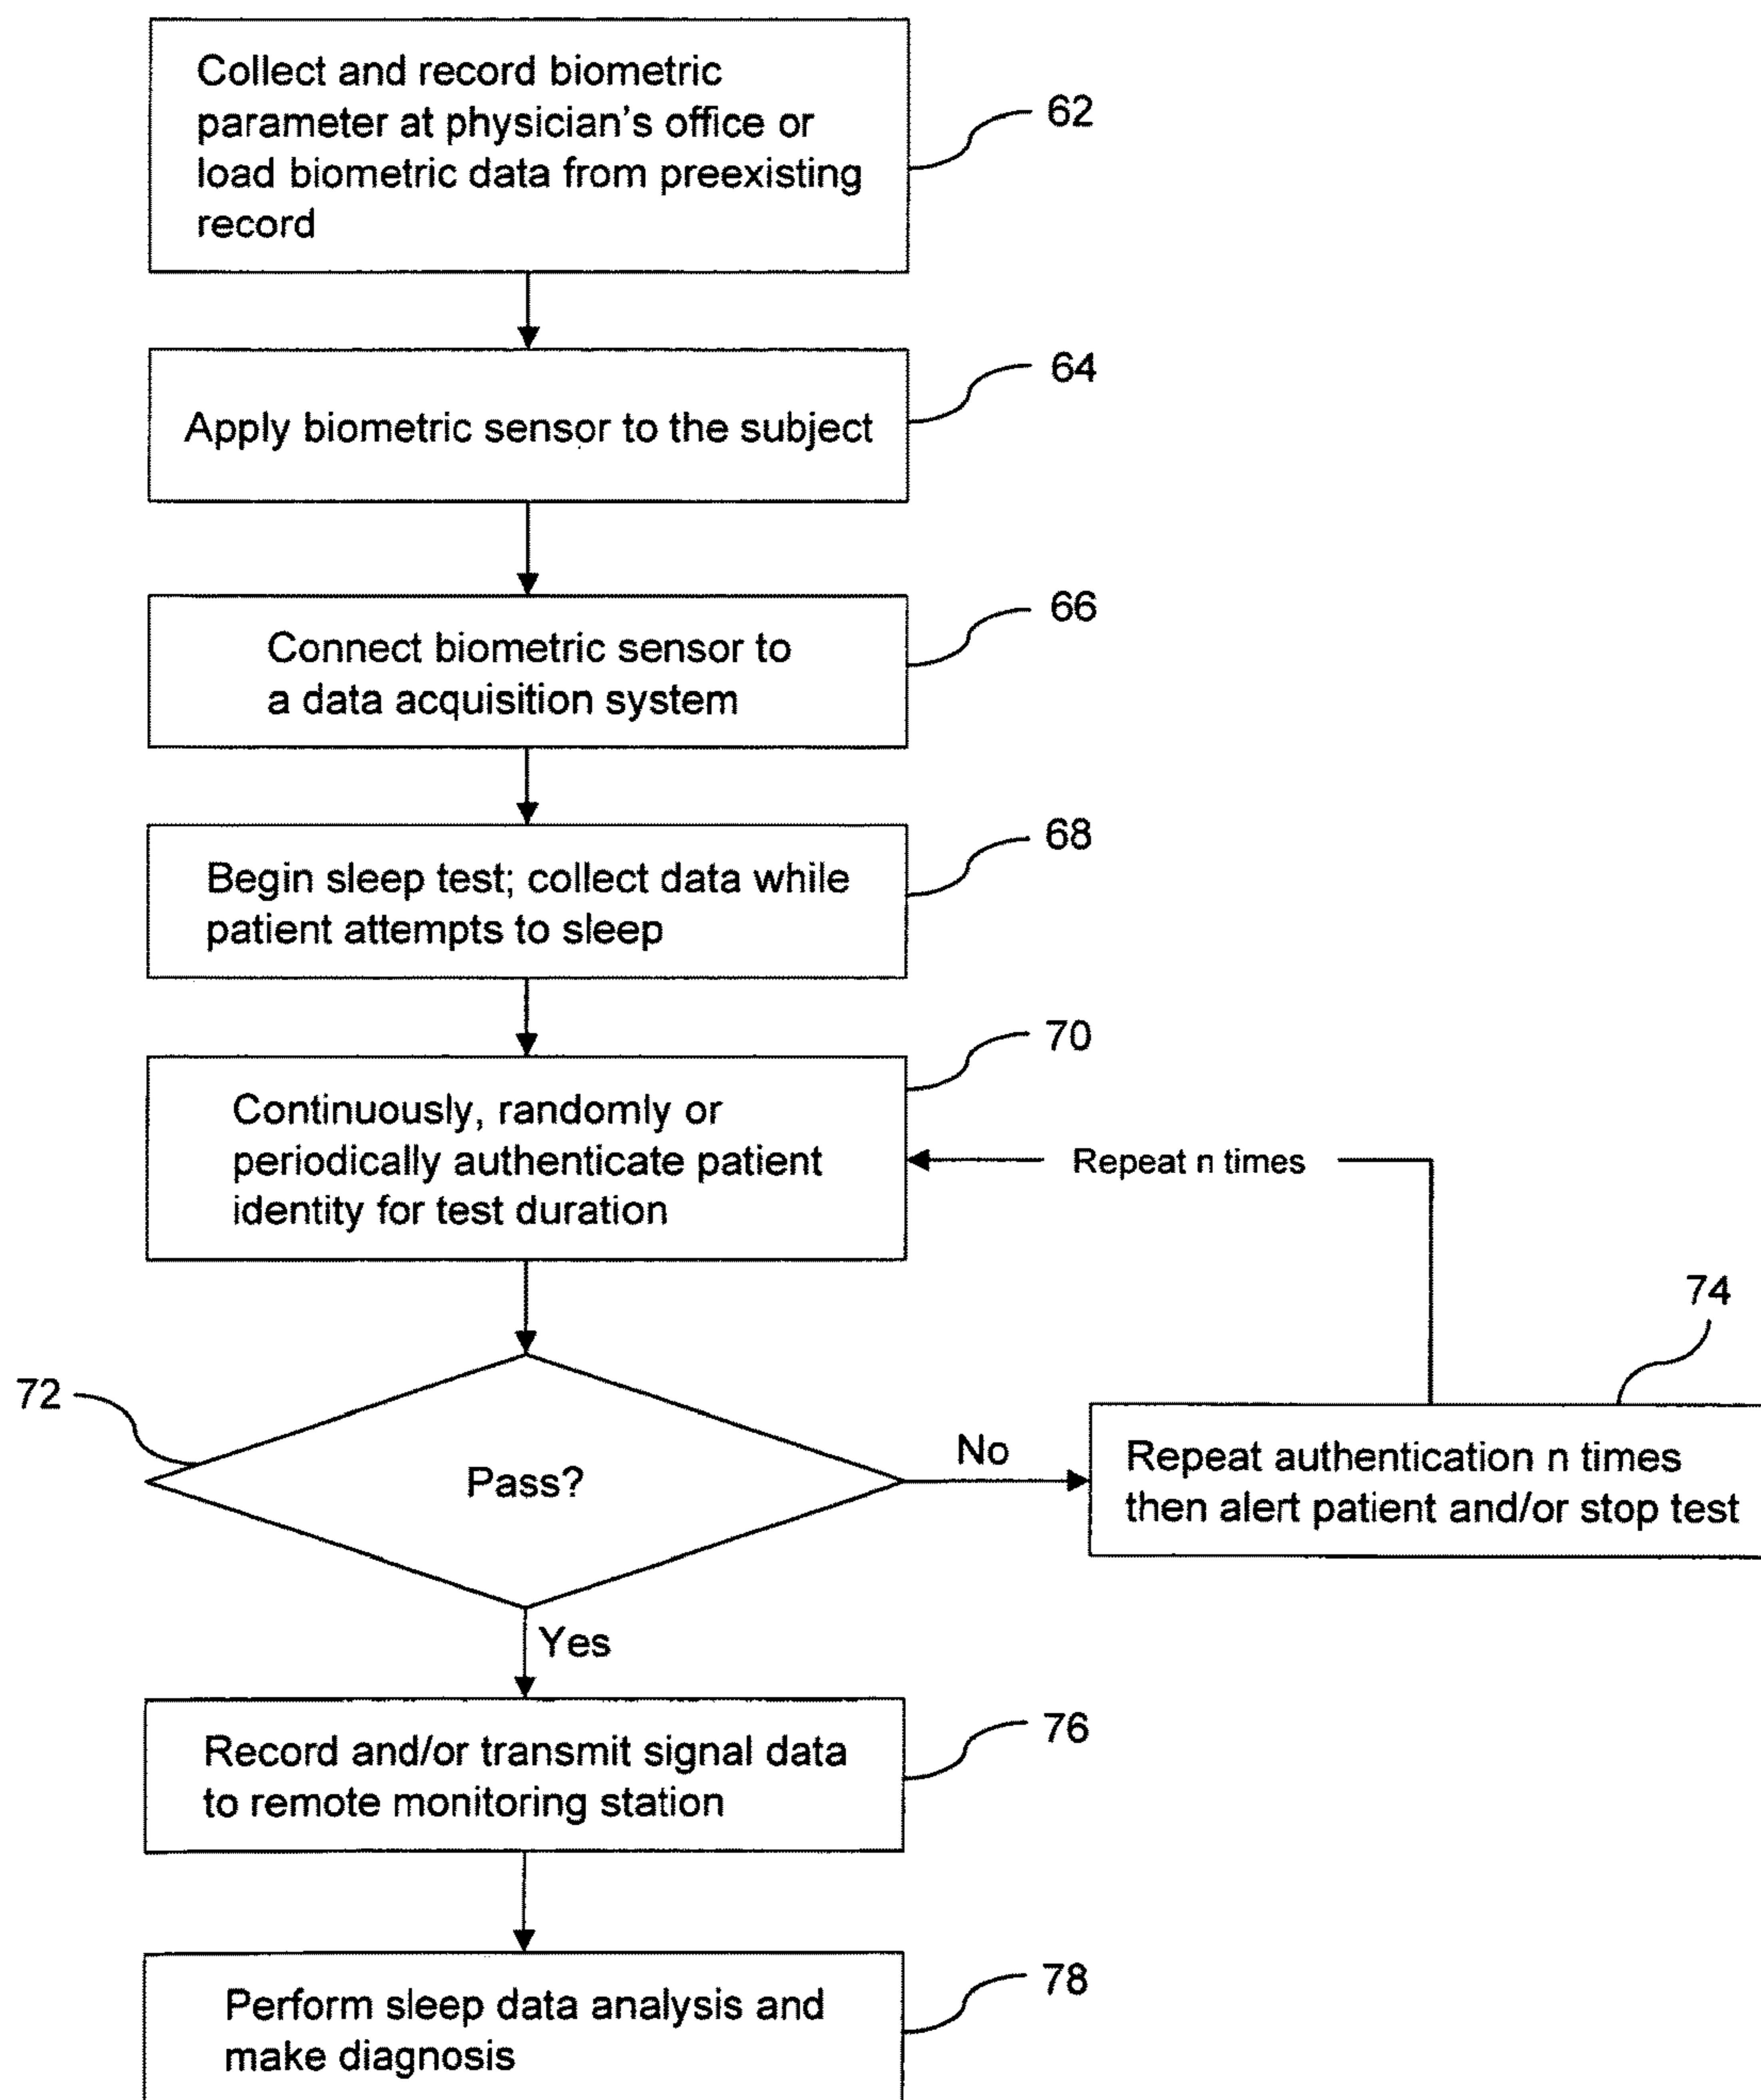 Collect and record biometric
parameter at physician's office or
load biometric data from preexisting
record
62
Apply biometric sensor to the subject
64
Connect biometric sensor to
a data acquisition system
66
Begin sleep test; collect data while
patient attempts to sleep
68
Continuously, randomly or
periodically authenticate patient
identity for test duration
70
Repeat n times
72
Pass?
No
Repeat authentication n times
then alert patient and/or stop test
74
Yes
Record and/or transmit signal data
to remote monitoring station
76
Perform sleep data analysis and
make diagnosis
78